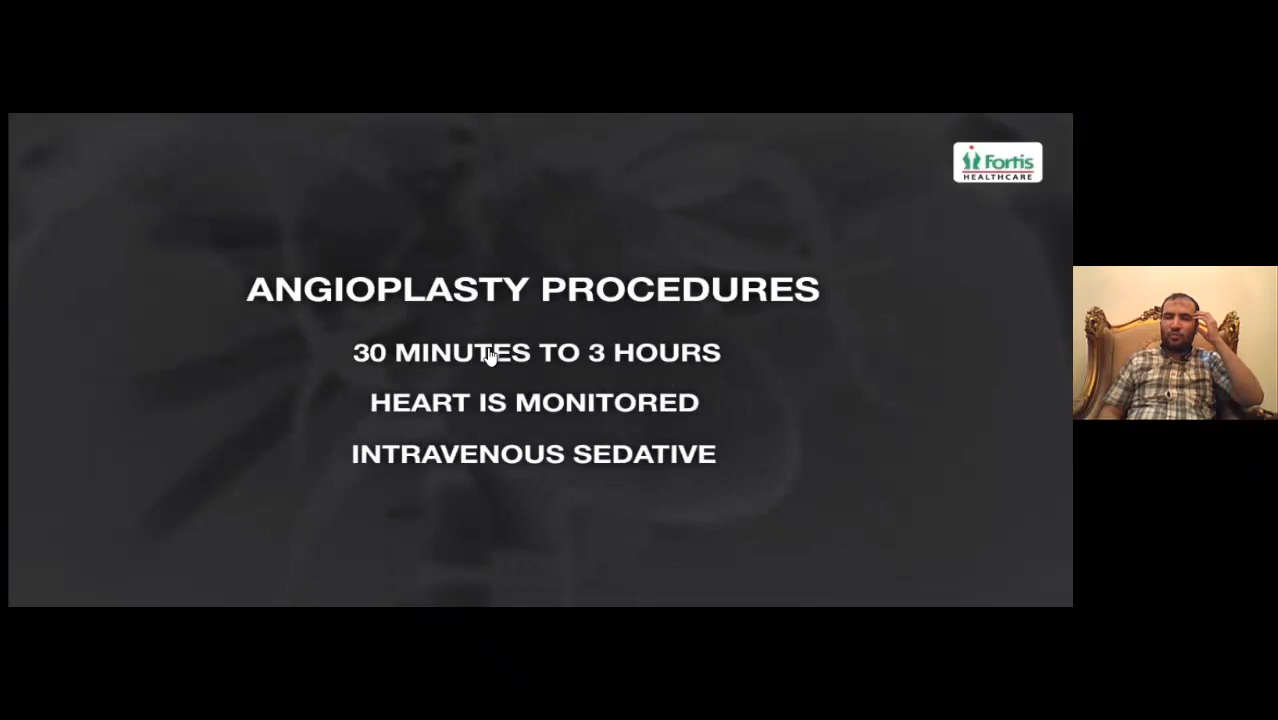 Fortis
HEALTHCARE
ANGIOPLASTY PROCEDURES
30 MINUTES TO 3 HOURS
HEART IS MONITORED
INTRAVENOUS SEDATIVE